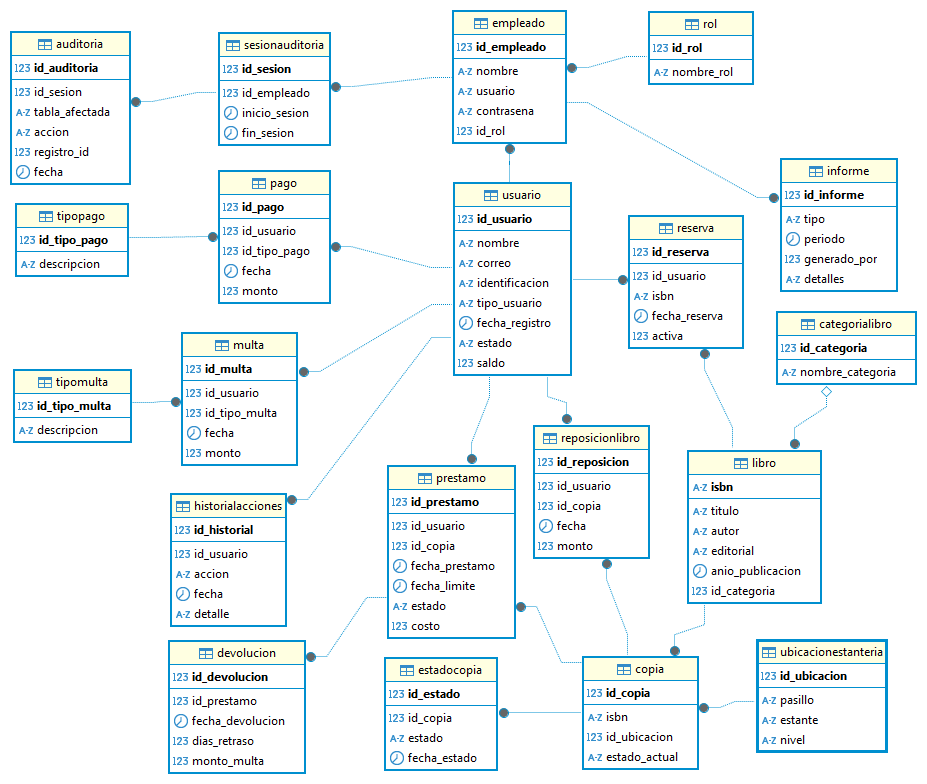 auditoria
123 id_auditoria
123 id_sesion
A-Z tabla_afectada
A-Z accion
123 registro_id
fecha
sesionauditoria
123 id_sesion
123 id_empleado
inicio_sesion
fin_sesion
empleado
123 id_empleado
A-Z nombre
A-Z usuario
A-Z contrasena
123 id_rol
rol
123 id_rol
A-Z nombre_rol
tipopago
123 id_tipo_pago
A-Z descripcion
pago
123 id_pago
123 id_usuario
123 id_tipo_pago
fecha
123 monto
usuario
123 id_usuario
A-Z nombre
A-Z correo
A-Z identificacion
A-Z tipo_usuario
fecha_registro
A-Z estado
123 saldo
reserva
123 id_reserva
123 id_usuario
A-Z isbn
fecha_reserva
123 activa
informe
123 id_informe
A-Z tipo
periodo
123 generado_por
A-Z detalles
categorialibro
123 id_categoria
A-Z nombre_categoria
tipomulta
123 id_tipo_multa
A-Z descripcion
multa
123 id_multa
123 id_usuario
123 id_tipo_multa
fecha
123 monto
historialacciones
123 id_historial
123 id_usuario
A-Z accion
fecha
A-Z detalle
prestamo
123 id_prestamo
123 id_usuario
123 id_copia
fecha_prestamo
fecha_limite
A-Z estado
123 costo
reposicionlibro
123 id_reposicion
123 id_usuario
123 id_copia
fecha
123 monto
libro
A-Z isbn
A-Z titulo
A-Z autor
A-Z editorial
anio_publicacion
123 id_categoria
devolucion
123 id_devolucion
123 id_prestamo
fecha_devolucion
123 dias_retraso
123 monto_multa
estadocopia
123 id_estado
123 id_copia
A-Z estado
fecha_estado
copia
123 id_copia
A-Z isbn
123 id_ubicacion
A-Z estado_actual
ubicacionestanteria
123 id_ubicacion
A-Z pasillo
A-Z estante
A-Z nivel